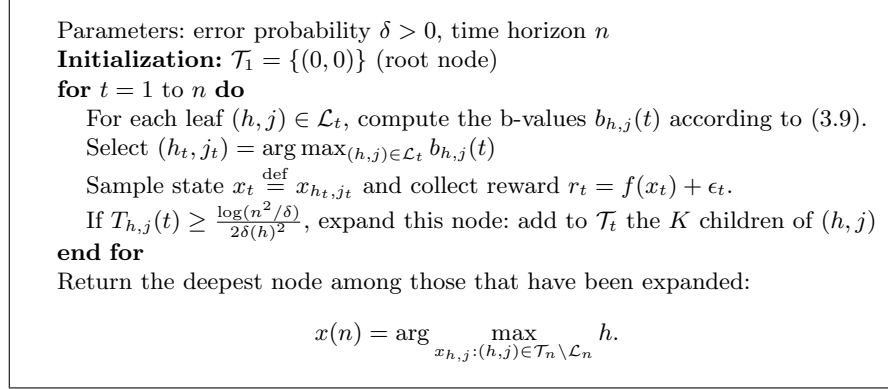 Parameters: error probability δ > 0, time horizon n
Initialization: 𝒯₁ = {(0,0)} (root node)
for t = 1 to n do
For each leaf (h, j) ∈ ℒₜ, compute the b-values b_{h,j}(t) according to (3.9).
Select (hₜ, jₜ) = arg max_{(h,j)∈ℒₜ} b_{h,j}(t)
Sample state xₜ ≝ x_{hₜ,jₜ} and collect reward rₜ = f(xₜ) + ϵₜ.
If T_{h,j}(t) ≥ log(n²/δ)/2δ(h)², expand this node: add to 𝒯ₜ the K children of (h, j)
end for
Return the deepest node among those that have been expanded:
x(n) = arg max_{x_{h,j}:(h,j)∈𝒯ₙ\ℒₙ} h.